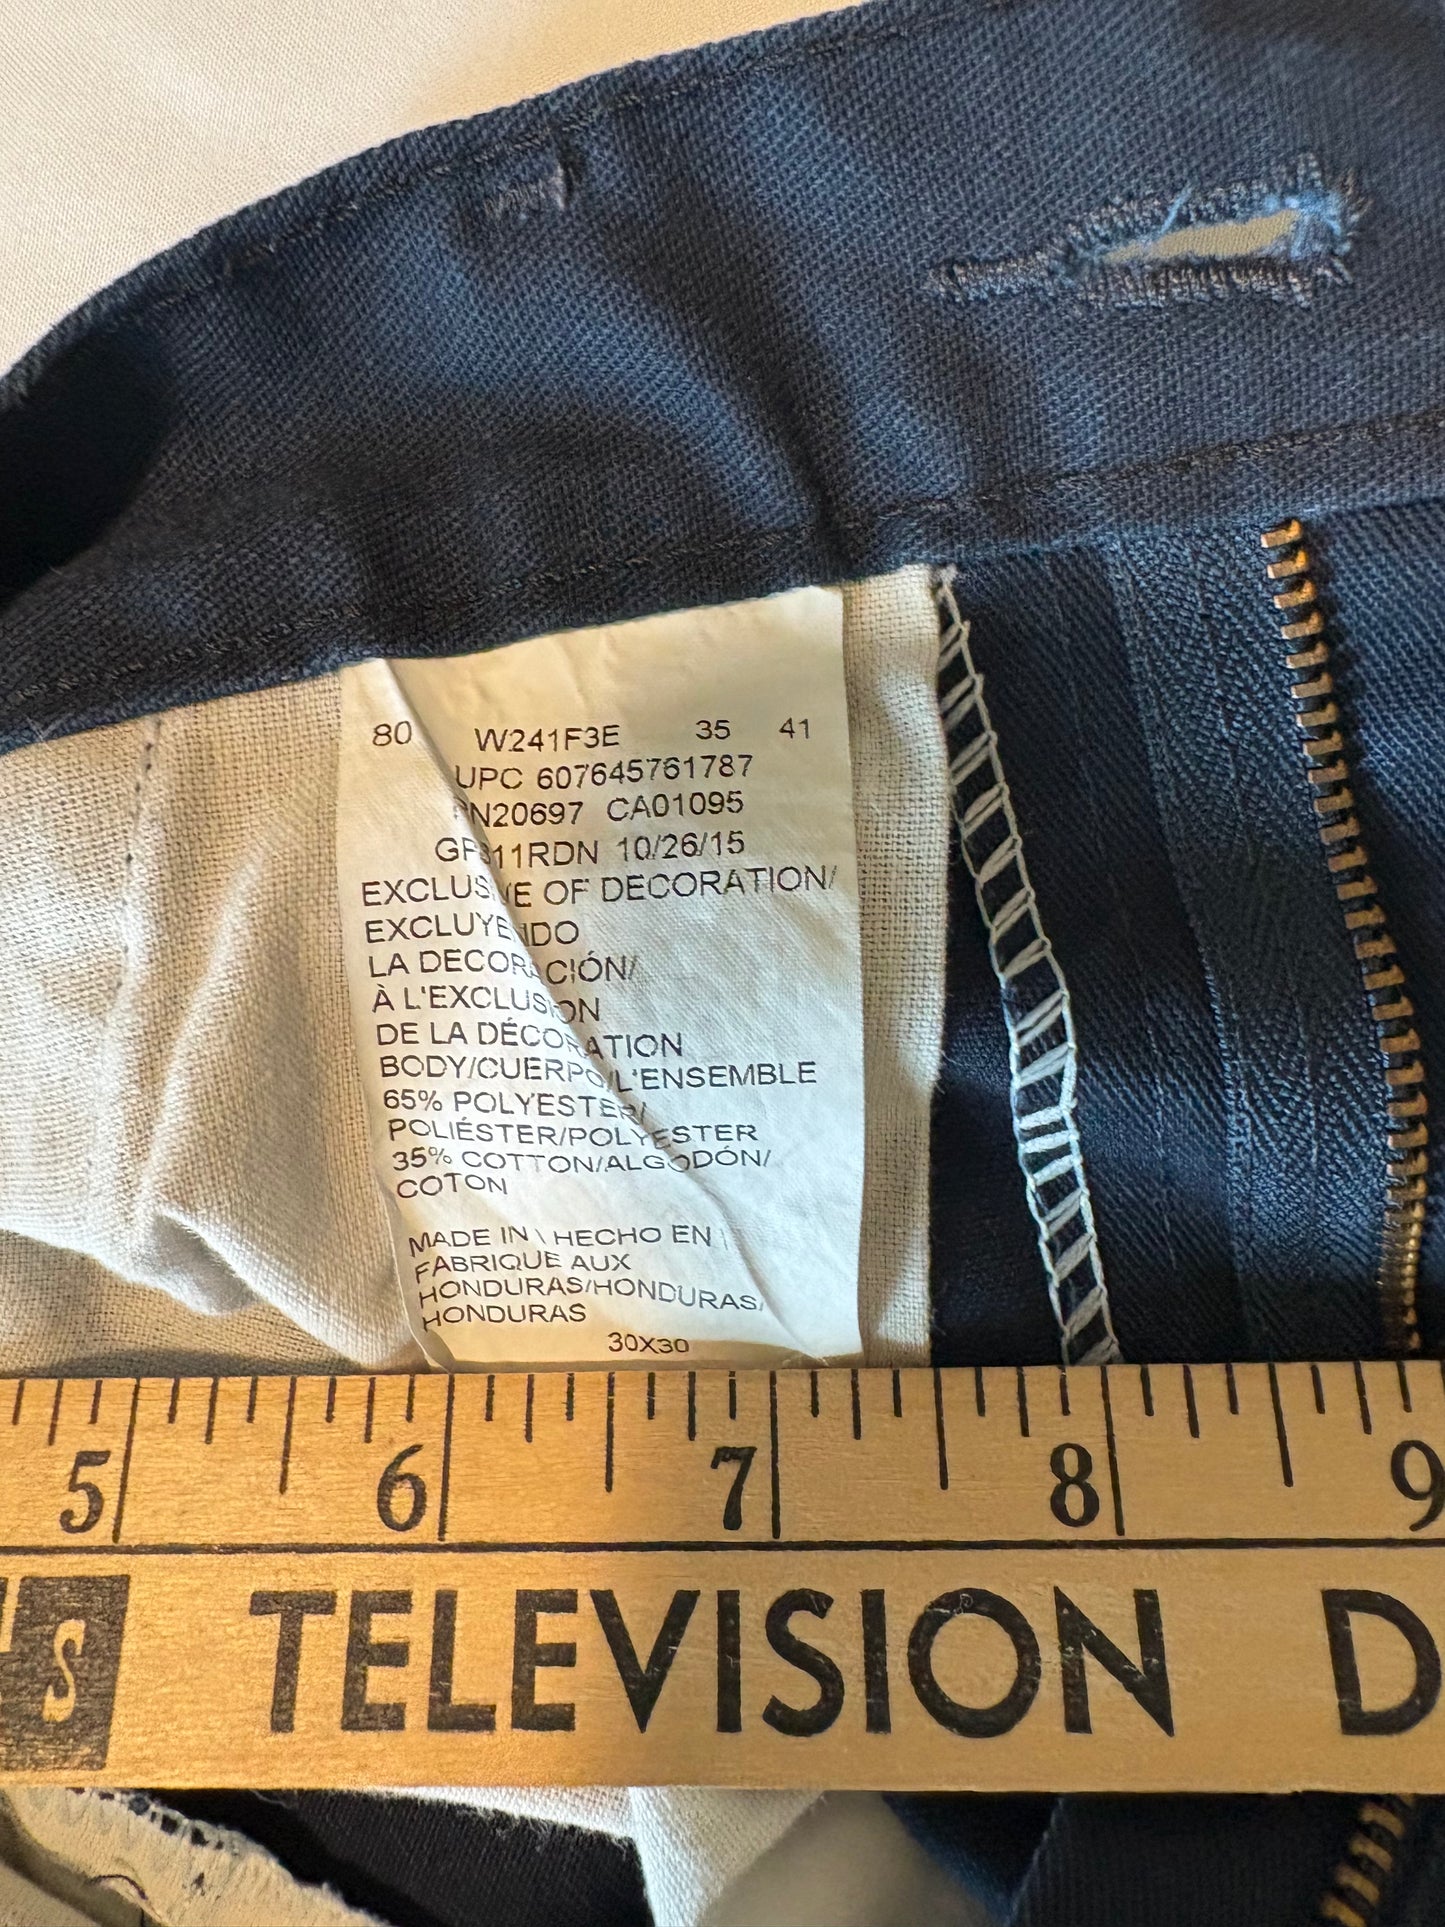 80 W241F3E 35 41
UPC 607645761787
N20697 CA01095
10/26/15
EXCLUSIVE OF DECORATION/
EXCLUYENDO
LA DECORACIÓN/
À L'EXCLUSION
DE LA DÉCORATION
BODY/CUERPO/L'ENSEMBLE
65% POLYESTER/
POLIÉSTER/POLYESTER
35% COTTON/ALGODÓN/
COTON
MADE IN \ HECHO EN \
FABRIQUE AUX
HONDURAS/HONDURAS/
HONDURAS
30X30
5 6 7 8 9
S TELEVISION D